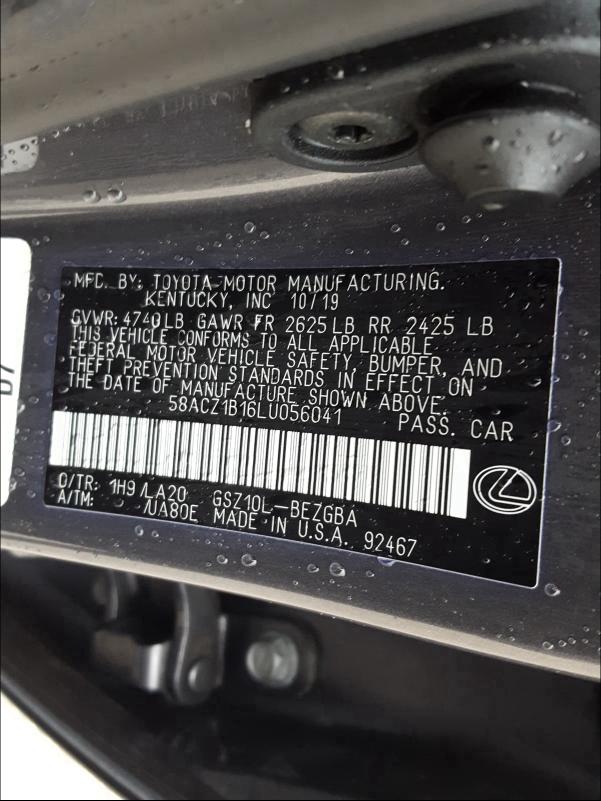 MFD. BY: TOYOTA MOTOR MANUFACTURING.
KENTUCKY, INC 10/19
GVWR: 4740 LB GAWR FR 2625 LB RR 2425 LB
THIS VEHICLE CONFORMS TO ALL APPLICABLE
FEDERAL MOTOR VEHICLE SAFETY, BUMPER, AND
THEFT PREVENTION STANDARDS IN EFFECT ON
THE DATE OF MANUFACTURE SHOWN ABOVE.
58ACZ1B16LU056041 PASS. CAR
C/TR: 1H9 /LA20 GSZ10L-BEZGBA
A/TM: /UA80E MADE IN U.S.A. 92467